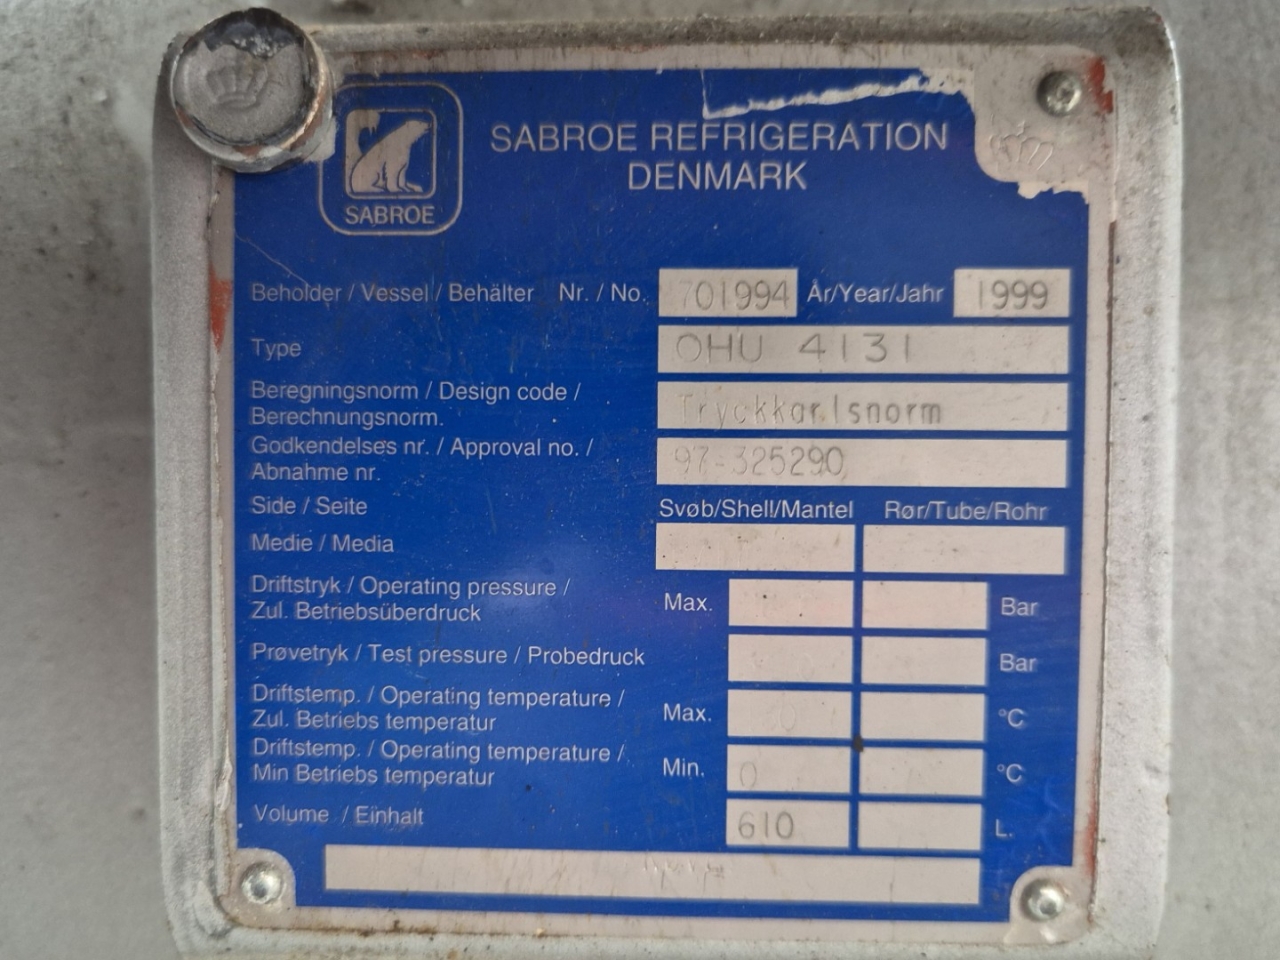 SABROE
SABROE REFRIGERATION
DENMARK
Beholder / Vessel / Behälter Nr. / No. 701994 År/Year/Jahr 1999
Type OHU 4131
Beregningsnorm / Design code /
Berechnungsnorm. Tryckkarlsnorm
Godkendelses nr. / Approval no. /
Abnahme nr. 97-325290
Side / Seite Svøb/Shell/Mantel Rør/Tube/Rohr
Medie / Media
Driftstryk / Operating pressure /
Zul. Betriebsüberdruck Max. Bar
Prøvetryk / Test pressure / Probedruck Bar
Driftstemp. / Operating temperature /
Zul. Betriebs temperatur Max. °C
Driftstemp. / Operating temperature /
Min Betriebs temperatur Min. 0 °C
Volume / Einhalt 610 L.